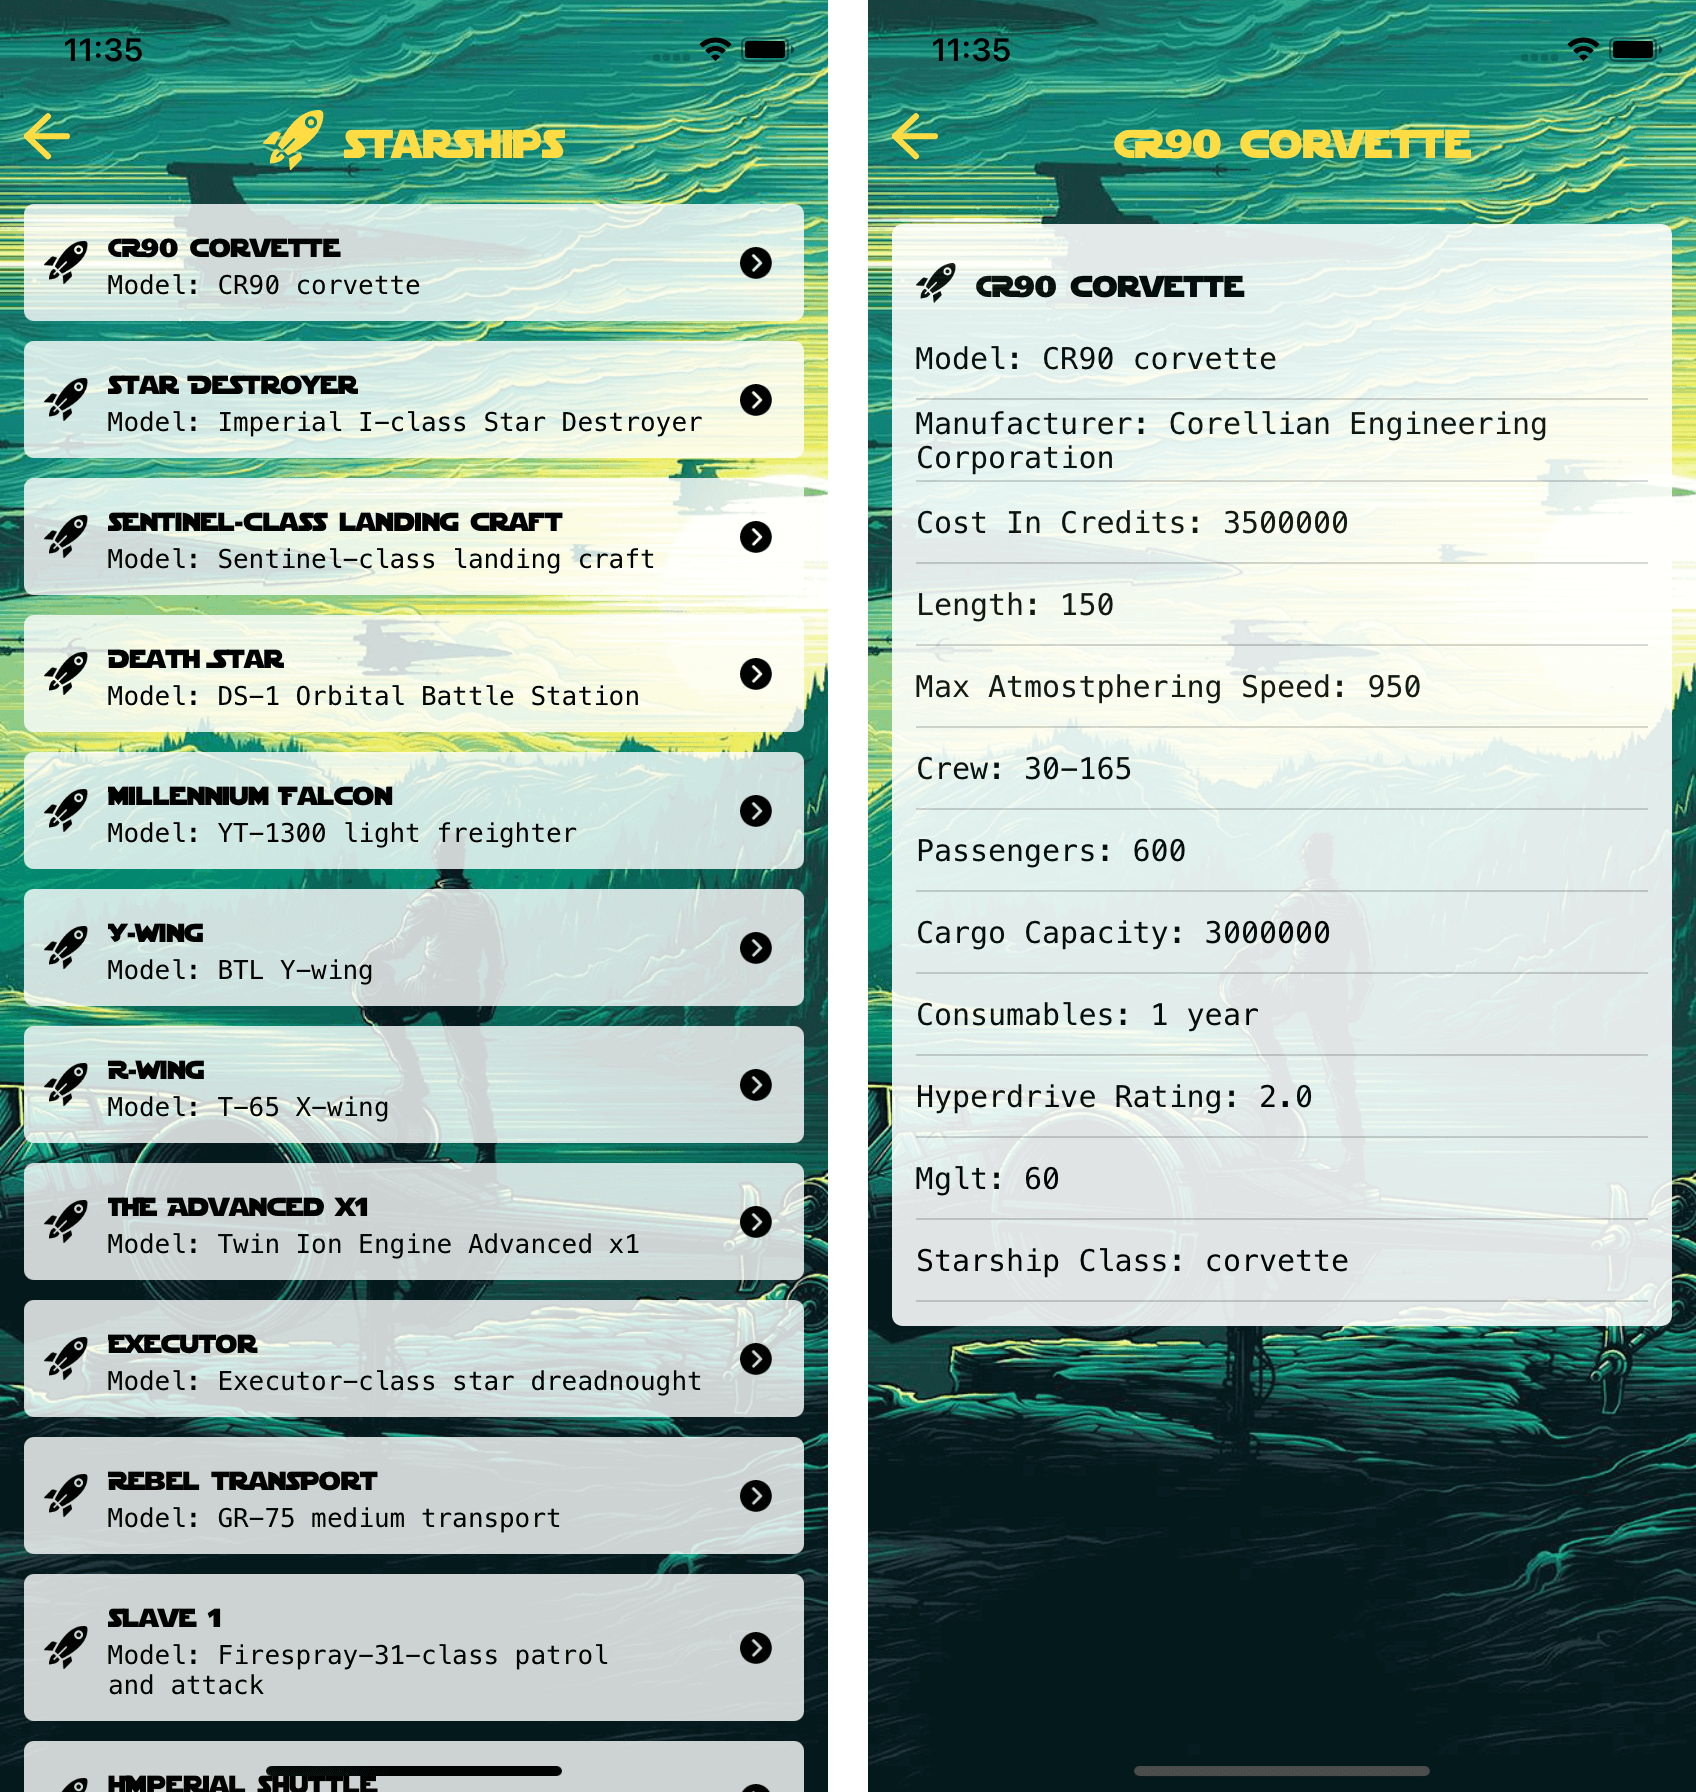 11:35
STARSHIPS
CR90 CORVETTE
Model: CR90 corvette
STAR DESTROYER
Model: Imperial I-class Star Destroyer
SENTINEL-CLASS LANDING CRAFT
Model: Sentinel-class landing craft
DEATH STAR
Model: DS-1 Orbital Battle Station
MILLENNIUM FALCON
Model: YT-1300 light freighter
Y-WING
Model: BTL Y-wing
R-WING
Model: T-65 X-wing
THE ADVANCED X1
Model: Twin Ion Engine Advanced x1
EXECUTOR
Model: Executor-class star dreadnought
REBEL TRANSPORT
Model: GR-75 medium transport
SLAVE 1
Model: Firespray-31-class patrol
and attack
HMPERIAL SHUTTLE
11:35
CR90 CORVETTE
CR90 CORVETTE
Model: CR90 corvette
Manufacturer: Corellian Engineering
Corporation
Cost In Credits: 3500000
Length: 150
Max Atmostphering Speed: 950
Crew: 30-165
Passengers: 600
Cargo Capacity: 3000000
Consumables: 1 year
Hyperdrive Rating: 2.0
Mglt: 60
Starship Class: corvette